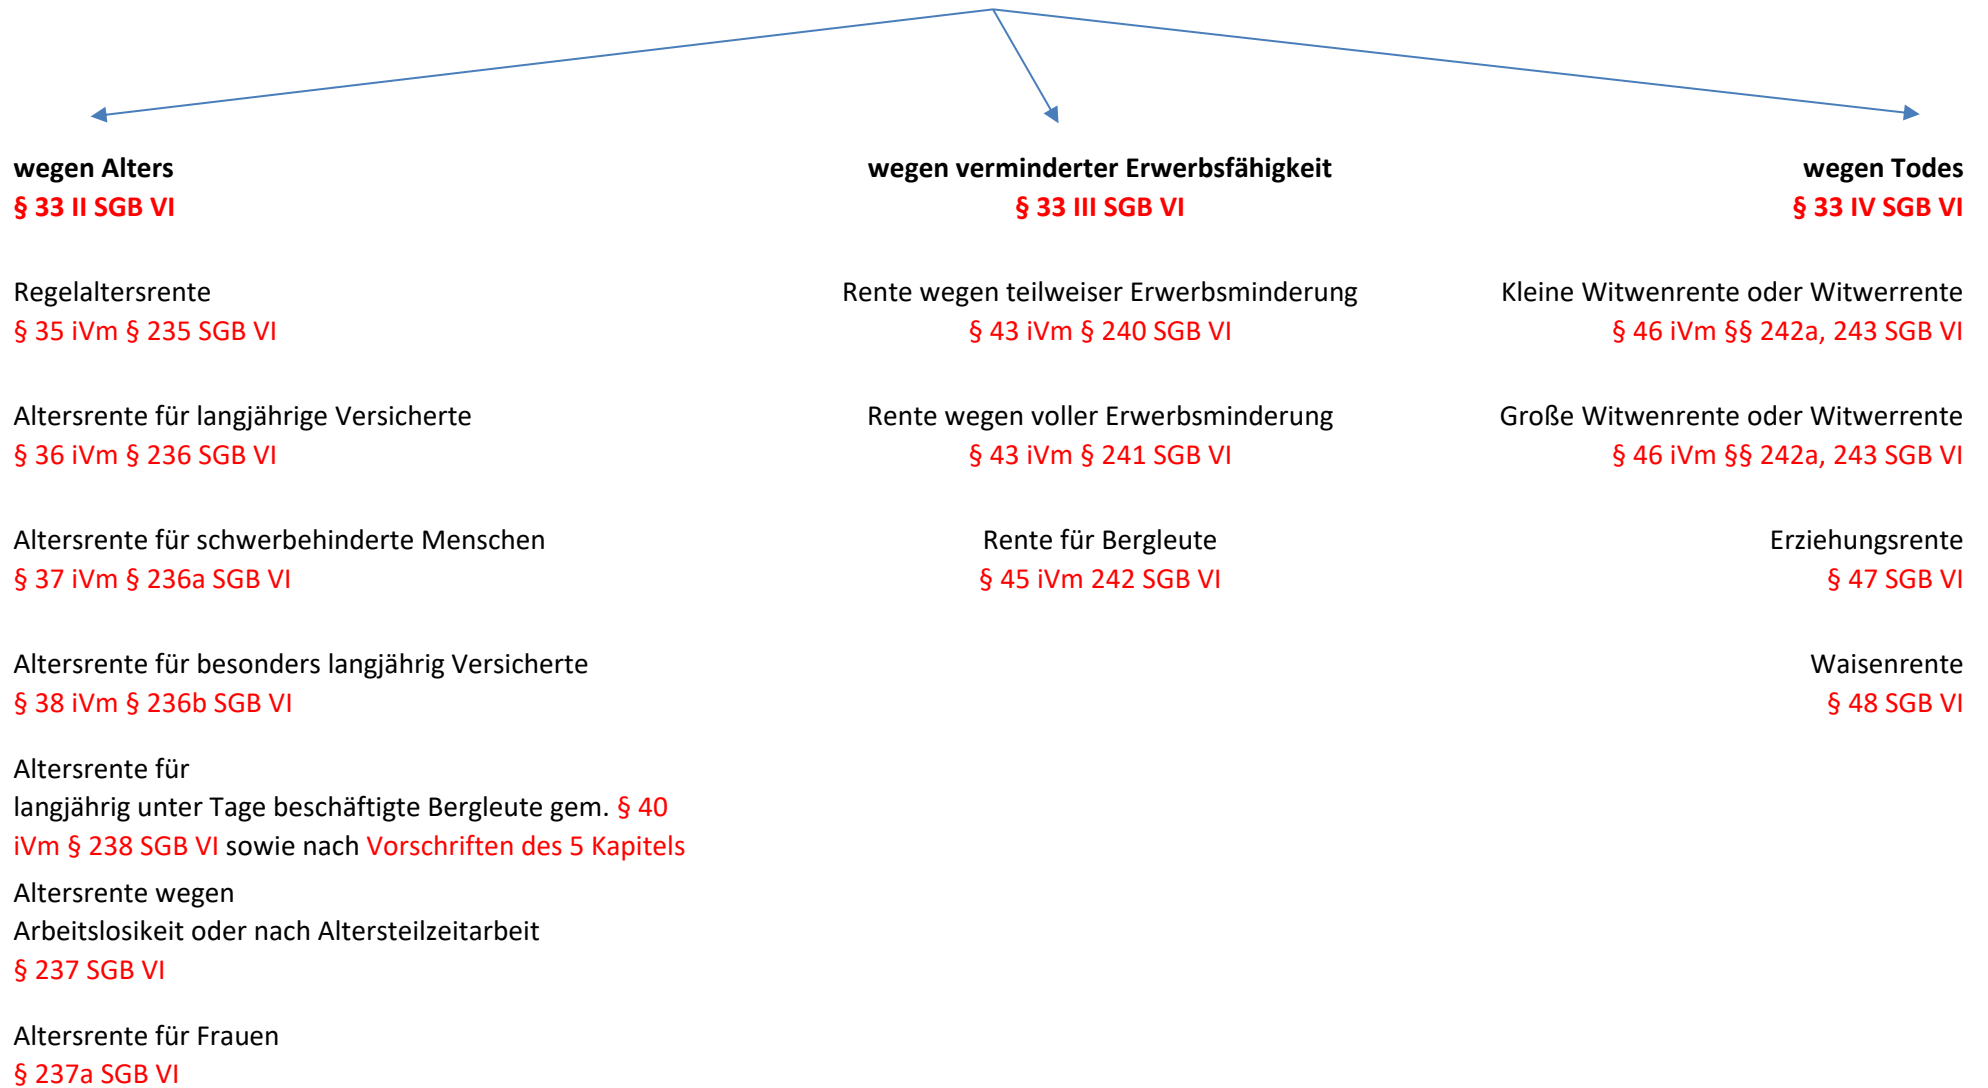 wegen Alters
§ 33 II SGB VI
Regelaltersrente
§ 35 iVm § 235 SGB VI
Altersrente für langjährige Versicherte
§ 36 iVm § 236 SGB VI
Altersrente für schwerbehinderte Menschen
§ 37 iVm § 236a SGB VI
Altersrente für besonders langjährig Versicherte
§ 38 iVm § 236b SGB VI
Altersrente für
langjährig unter Tage beschäftigte Bergleute gem. § 40
iVm § 238 SGB VI sowie nach Vorschriften des 5 Kapitels
Altersrente wegen
Arbeitslosikeit oder nach Altersteilzeitarbeit
§ 237 SGB VI
Altersrente für Frauen
§ 237a SGB VI
wegen verminderter Erwerbsfähigkeit
§ 33 III SGB VI
Rente wegen teilweiser Erwerbsminderung
§ 43 iVm § 240 SGB VI
Rente wegen voller Erwerbsminderung
§ 43 iVm § 241 SGB VI
Rente für Bergleute
§ 45 iVm 242 SGB VI
wegen Todes
§ 33 IV SGB VI
Kleine Witwenrente oder Witwerrente
§ 46 iVm §§ 242a, 243 SGB VI
Große Witwenrente oder Witwerrente
§ 46 iVm §§ 242a, 243 SGB VI
Erziehungsrente
§ 47 SGB VI
Waisenrente
§ 48 SGB VI